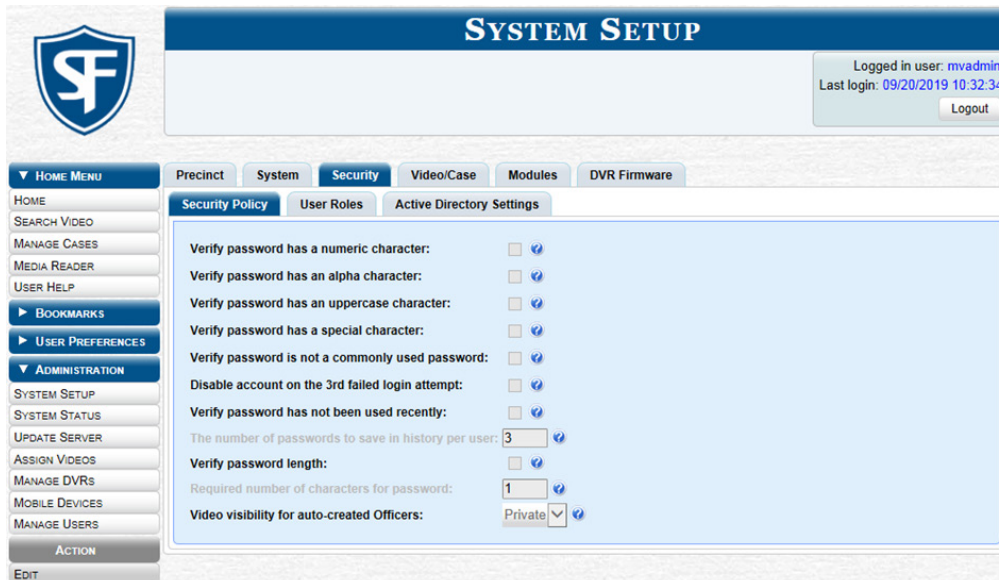 SF
SYSTEM SETUP
Logged in user: mvadmin
Last login: 09/20/2019 10:32:34
Logout
▼ HOME MENU
HOME
SEARCH VIDEO
MANAGE CASES
MEDIA READER
USER HELP
► BOOKMARKS
► USER PREFERENCES
▼ ADMINISTRATION
SYSTEM SETUP
SYSTEM STATUS
UPDATE SERVER
ASSIGN VIDEOS
MANAGE DVRS
MOBILE DEVICES
MANAGE USERS
ACTION
EDIT
Precinct System Security Video/Case Modules DVR Firmware
Security Policy User Roles Active Directory Settings
Verify password has a numeric character: ?
Verify password has an alpha character: ?
Verify password has an uppercase character: ?
Verify password has a special character: ?
Verify password is not a commonly used password: ?
Disable account on the 3rd failed login attempt: ?
Verify password has not been used recently: ?
The number of passwords to save in history per user: 3 ?
Verify password length: ?
Required number of characters for password: 1 ?
Video visibility for auto-created Officers: Private ?